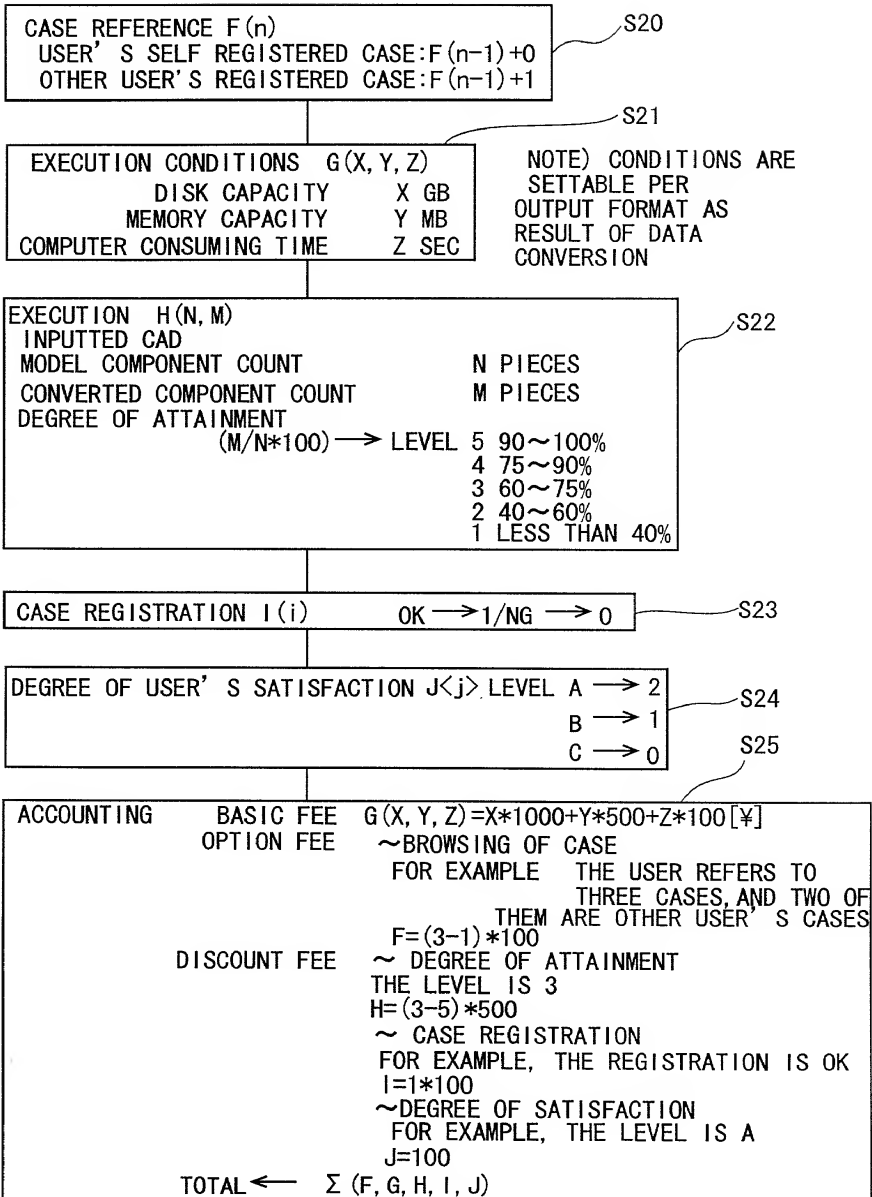 CASE REFERENCE F(n)
USER'S SELF REGISTERED CASE:F(n-1)+0
OTHER USER'S REGISTERED CASE:F(n-1)+1
S20
S21
EXECUTION CONDITIONS G(X,Y,Z)
DISK CAPACITY X GB
MEMORY CAPACITY Y MB
COMPUTER CONSUMING TIME Z SEC
NOTE) CONDITIONS ARE
SETTABLE PER
OUTPUT FORMAT AS
RESULT OF DATA
CONVERSION
EXECUTION H(N,M)
INPUTTED CAD
MODEL COMPONENT COUNT N PIECES
CONVERTED COMPONENT COUNT M PIECES
DEGREE OF ATTAINMENT
(M/N*100)→ LEVEL 5 90~100%
4 75~90%
3 60~75%
2 40~60%
1 LESS THAN 40%
S22
CASE REGISTRATION I(i) OK →1/NG → 0
S23
DEGREE OF USER'S SATISFACTION J<j> LEVEL A → 2
B → 1
C → 0
S24
S25
ACCOUNTING BASIC FEE G(X,Y,Z)=X*1000+Y*500+Z*100[¥]
OPTION FEE ~BROWSING OF CASE
FOR EXAMPLE THE USER REFERS TO
THREE CASES,AND TWO OF
THEM ARE OTHER USER'S CASES
F=(3-1)*100
DISCOUNT FEE ~ DEGREE OF ATTAINMENT
THE LEVEL IS 3
H=(3-5)*500
~ CASE REGISTRATION
FOR EXAMPLE, THE REGISTRATION IS OK
I=1*100
~DEGREE OF SATISFACTION
FOR EXAMPLE, THE LEVEL IS A
J=100
TOTAL ← Σ(F,G,H,I,J)